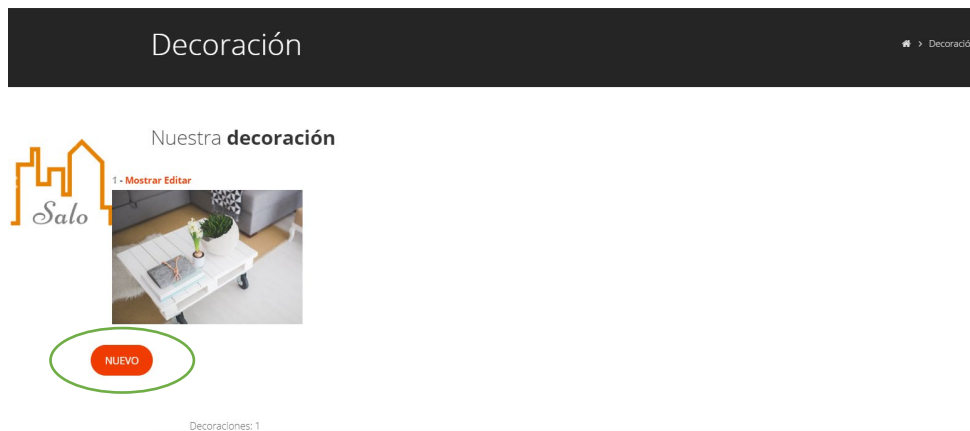 Decoración
> Decoració
Nuestra decoración
1 - Mostrar Editar
Salo
NUEVO
Decoraciones: 1